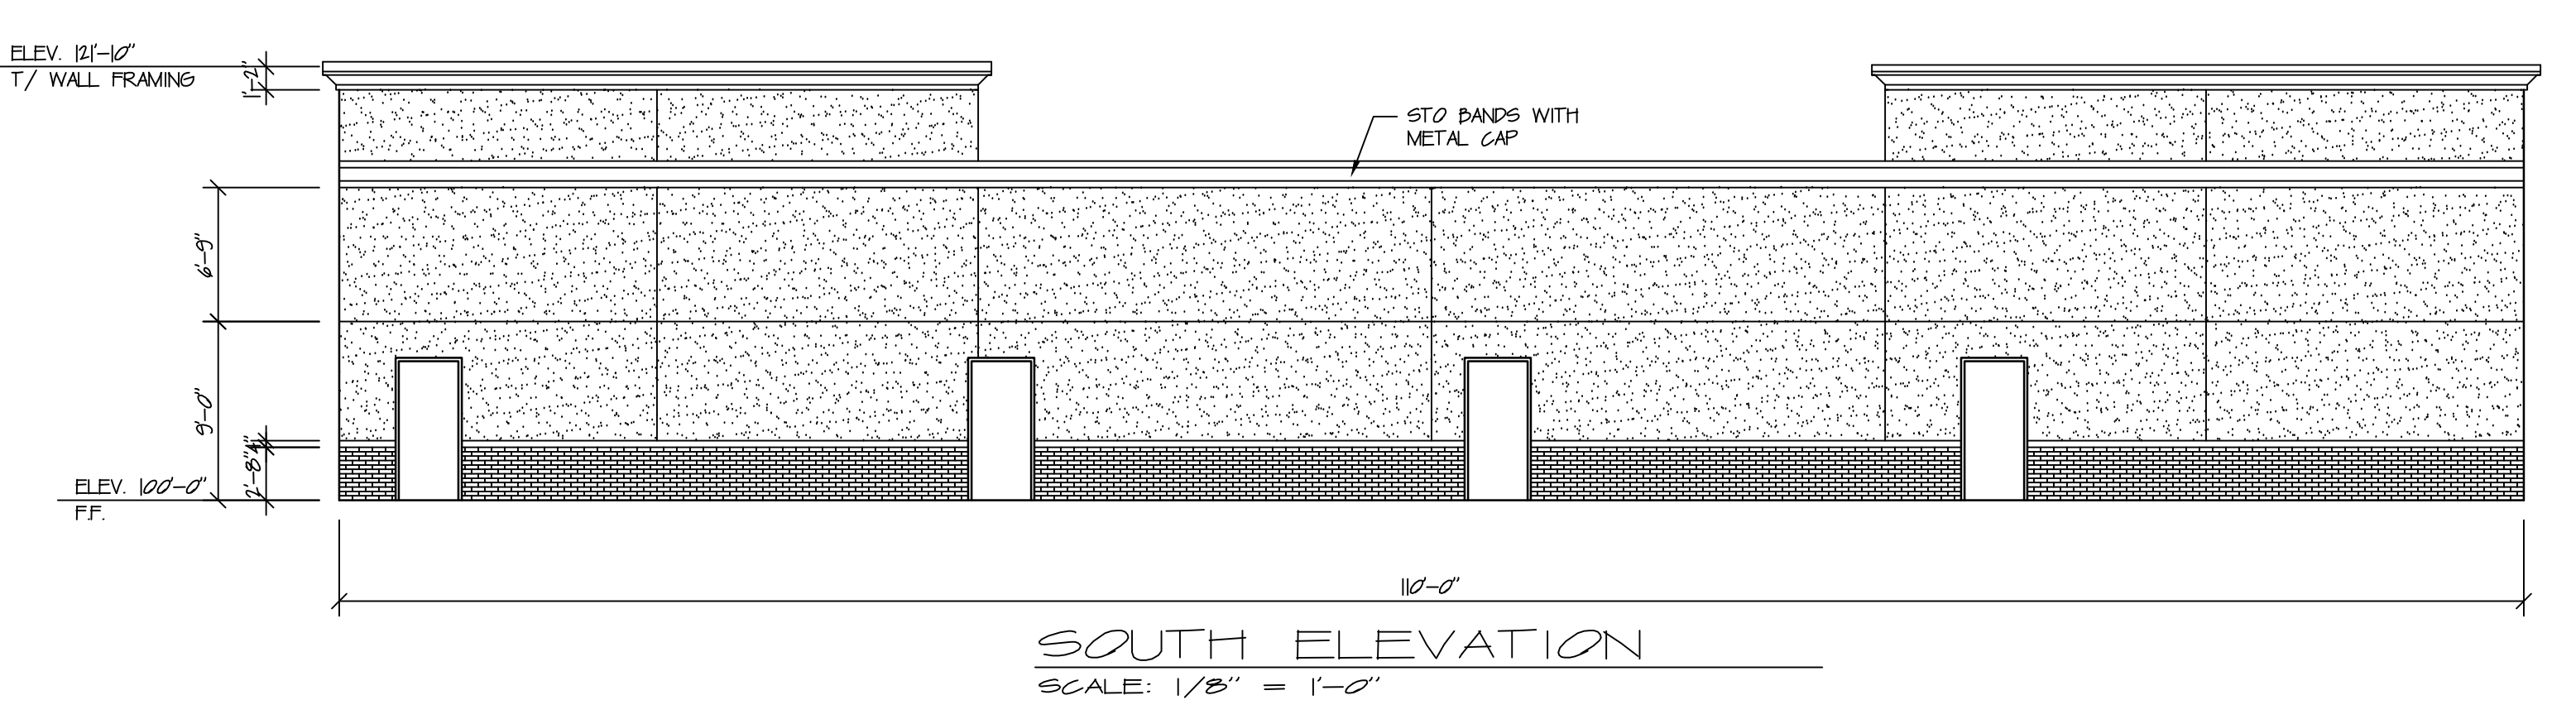 ELEV. 121'-10"
T/ WALL FRAMING
1'-2"
STO BANDS WITH
METAL CAP
6'-9"
9'-0"
2'-8"
4"
ELEV. 100'-0"
F.F.
110'-0"
SOUTH ELEVATION
SCALE: 1/8" = 1'-0"